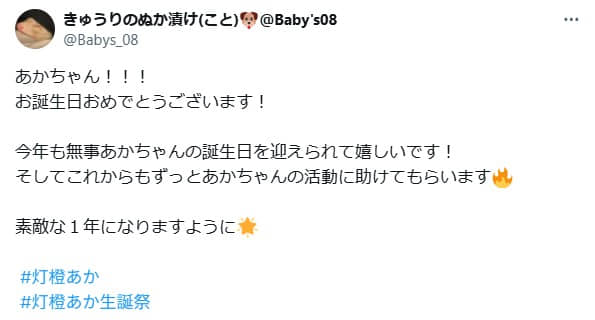 きゅうりのぬか漬け(こと)🐶@Baby's08
@Babys_08
あかちゃん！！！
お誕生日おめでとうございます！
今年も無事あかちゃんの誕生日を迎えられて嬉しいです！
そしてこれからもずっとあかちゃんの活動に助けてもらいます🔥
素敵な１年になりますように🌟
#灯橙あか
#灯橙あか生誕祭